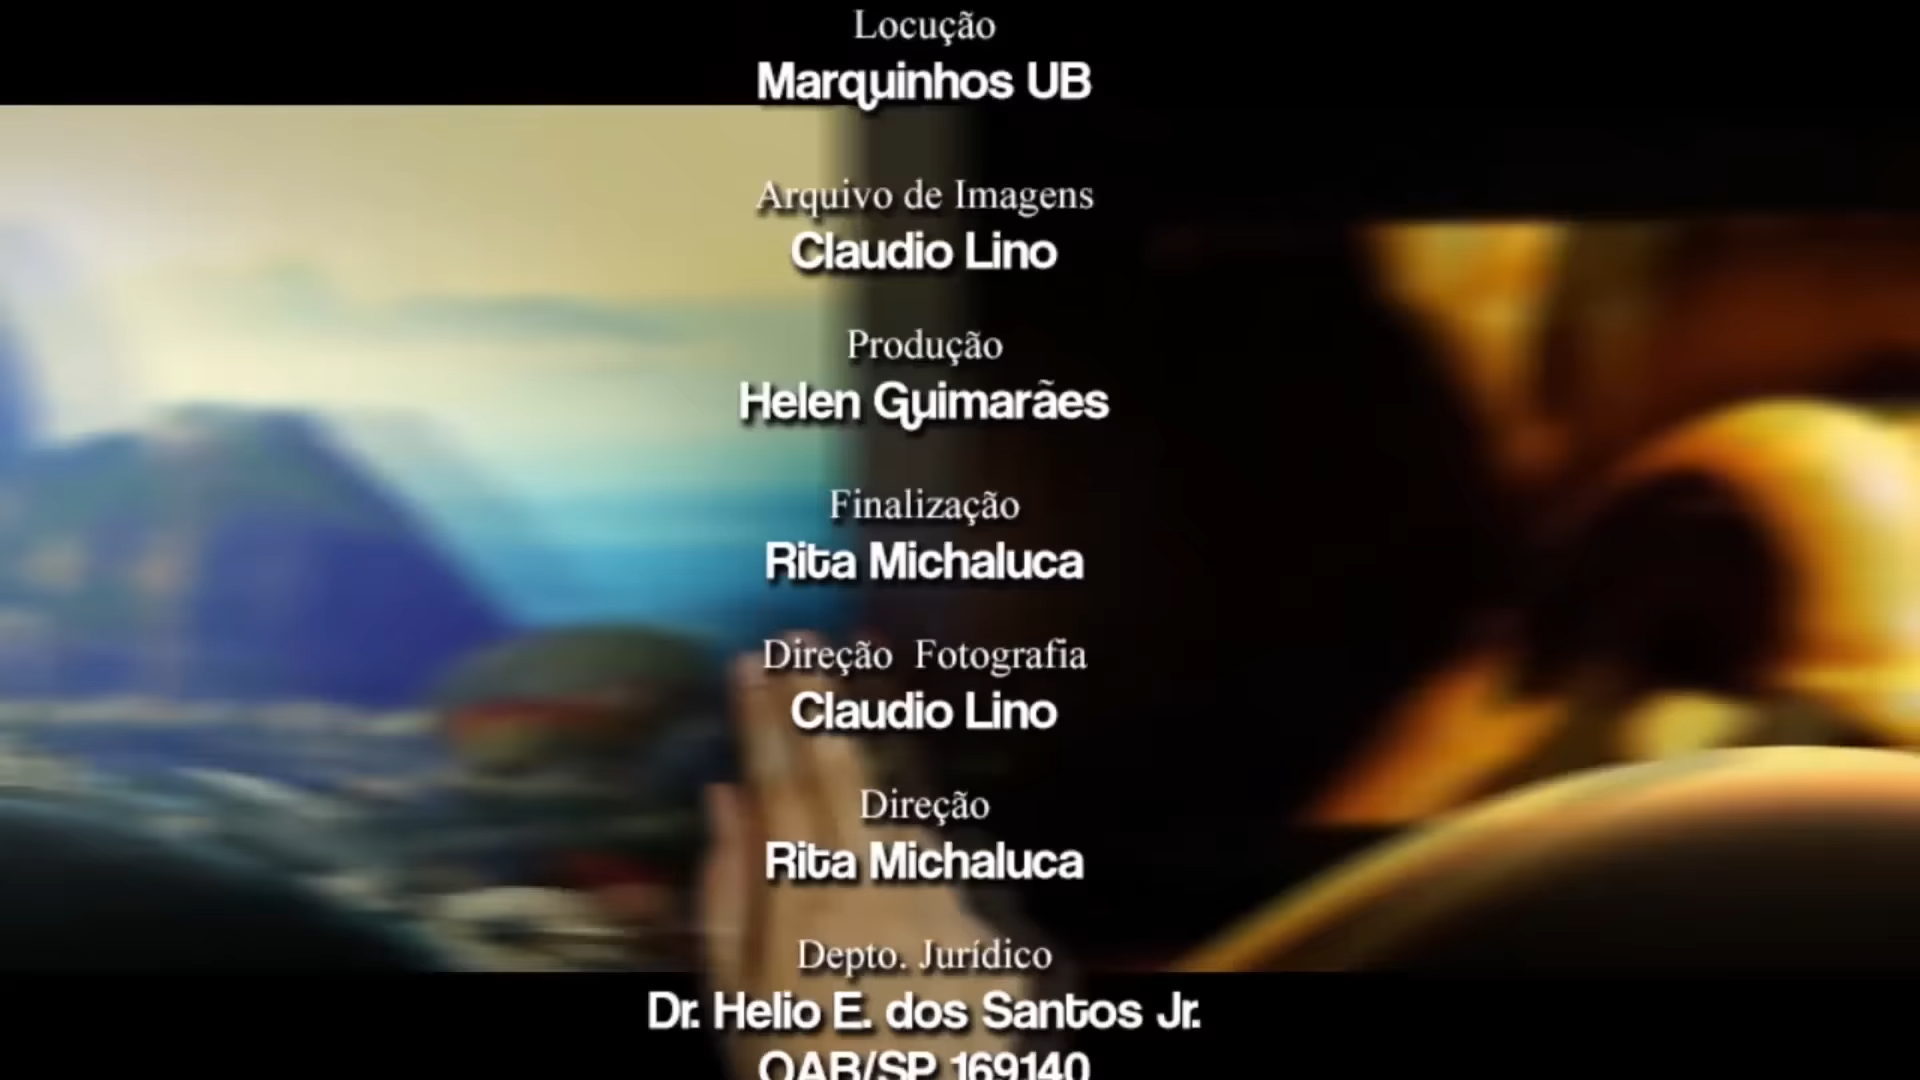 Locução
Marquinhos UB
Arquivo de Imagens
Claudio Lino
Produção
Helen Guimarães
Finalização
Rita Michaluca
Direção Fotografia
Claudio Lino
Direção
Rita Michaluca
Depto. Jurídico
Dr. Helio E. dos Santos Jr.
OAB/SP 169140